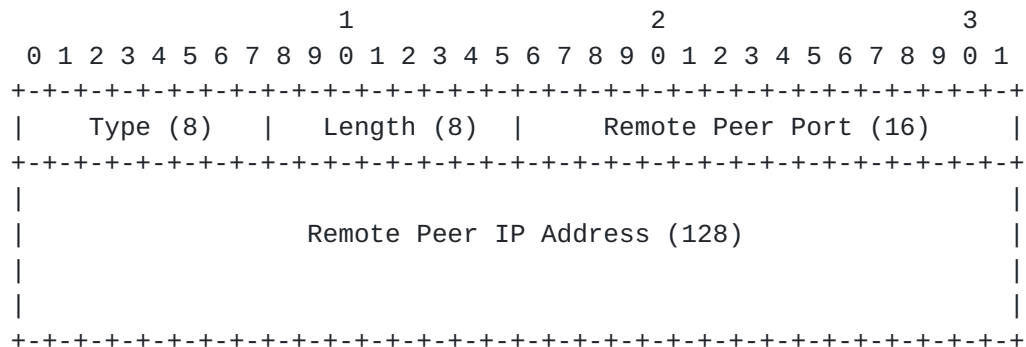 1                   2                   3
 0 1 2 3 4 5 6 7 8 9 0 1 2 3 4 5 6 7 8 9 0 1 2 3 4 5 6 7 8 9 0 1
+-+-+-+-+-+-+-+-+-+-+-+-+-+-+-+-+-+-+-+-+-+-+-+-+-+-+-+-+-+-+-+-+
|    Type (8)   |   Length (8)  |     Remote Peer Port (16)     |
+-+-+-+-+-+-+-+-+-+-+-+-+-+-+-+-+-+-+-+-+-+-+-+-+-+-+-+-+-+-+-+-+
|                                                               |
|                  Remote Peer IP Address (128)                 |
|                                                               |
|                                                               |
+-+-+-+-+-+-+-+-+-+-+-+-+-+-+-+-+-+-+-+-+-+-+-+-+-+-+-+-+-+-+-+-+